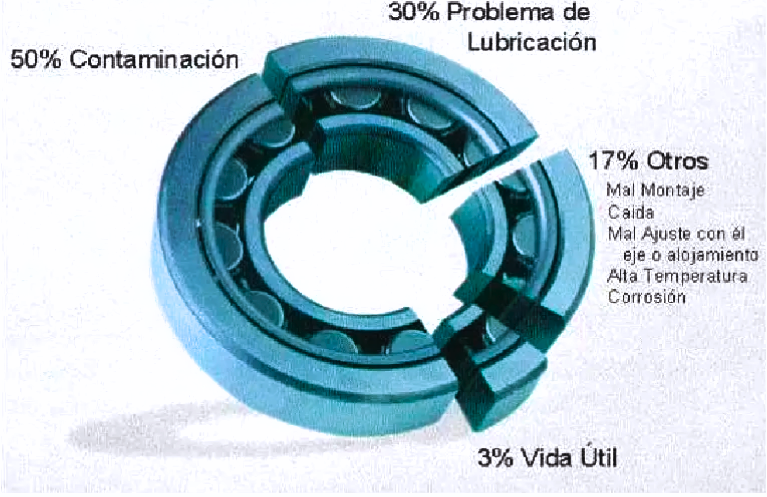 30% Problema de
Lubricación
50% Contaminación
17% Otros
Mal Montaje
Caida
Mal Ajuste con él
eje o alojamiento
Alta Temperatura
Corrosión
3% Vida Útil